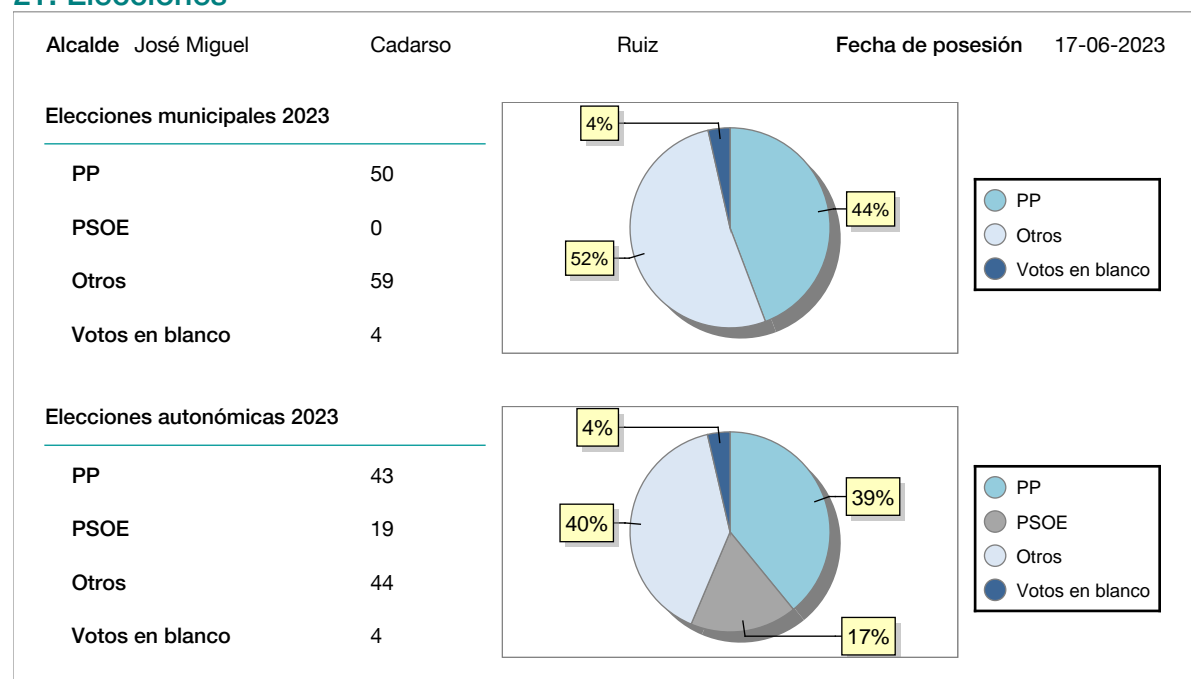 21. Elecciones
Alcalde José Miguel Cadarso Ruiz Fecha de posesión 17-06-2023
Elecciones municipales 2023
PP 50
PSOE 0
Otros 59
Votos en blanco 4
4%
44%
52%
PP
Otros
Votos en blanco
Elecciones autonómicas 2023
PP 43
PSOE 19
Otros 44
Votos en blanco 4
4%
39%
40%
17%
PP
PSOE
Otros
Votos en blanco